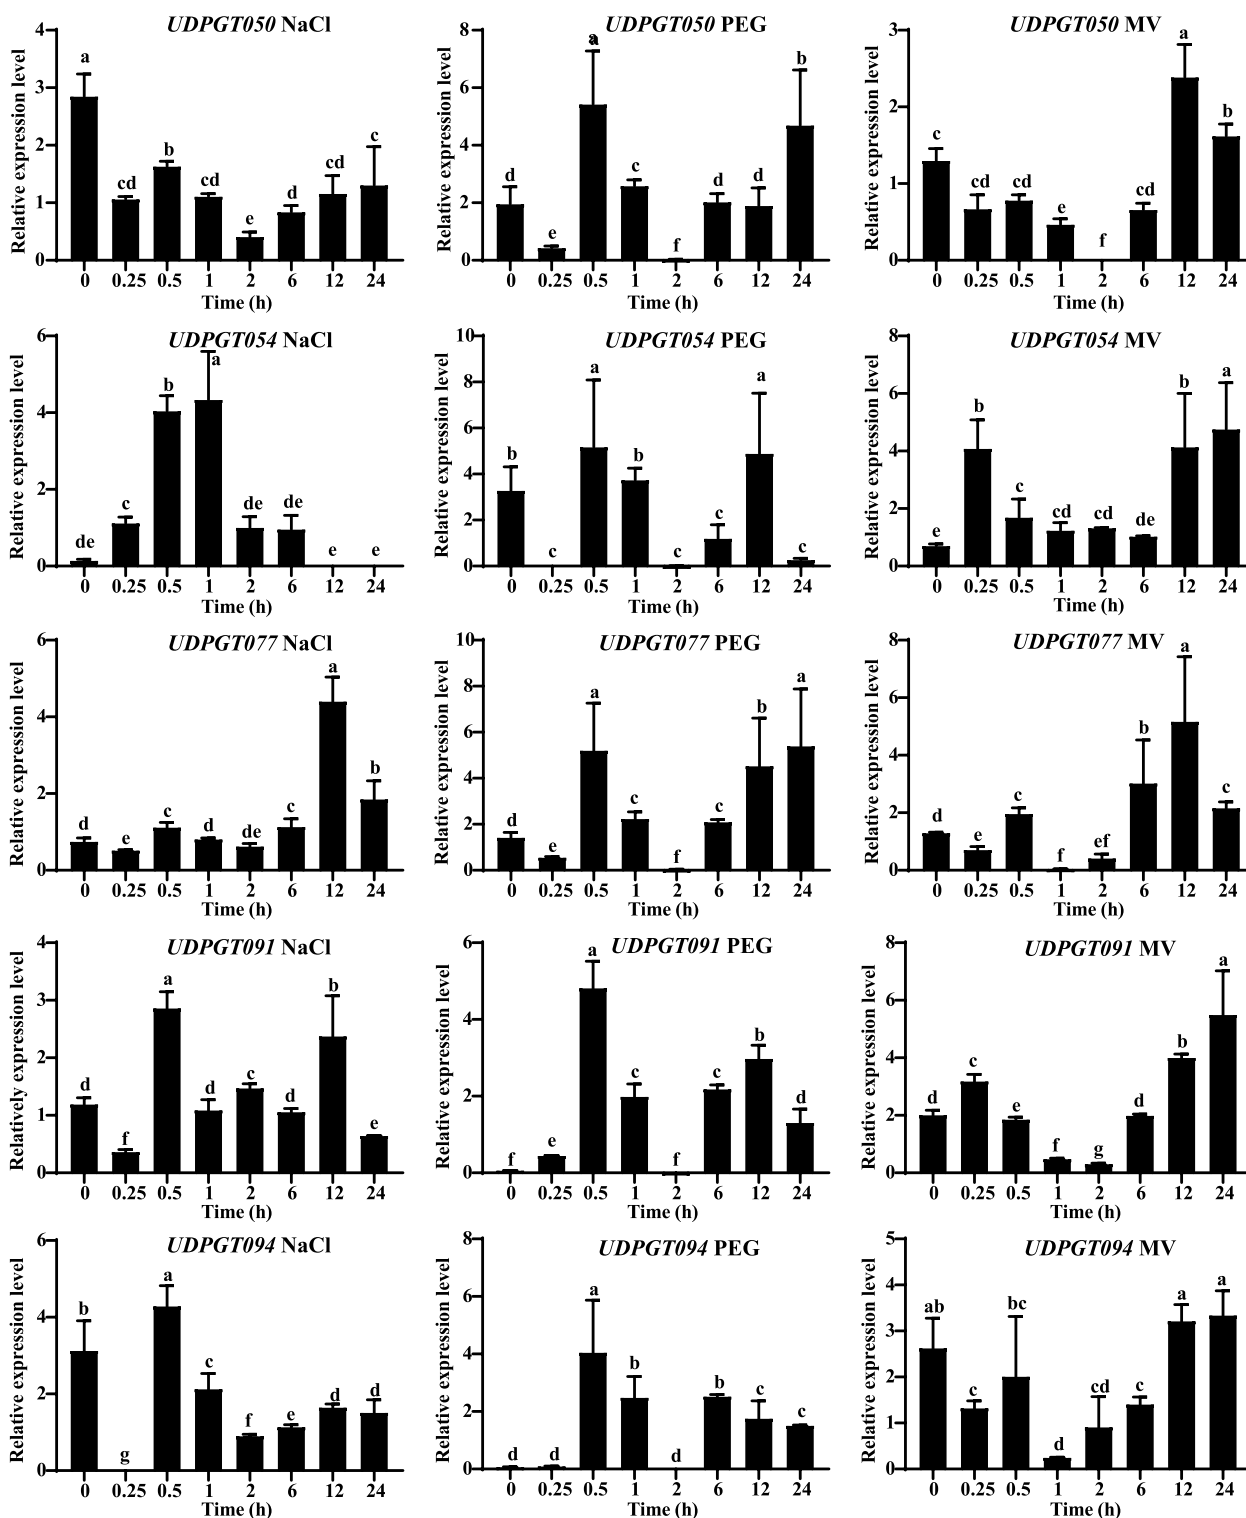 UDPGT050 NaCl
Relative expression level
4
3
2
1
0
a
cd
b
cd
e
d
cd
c
0 0.25 0.5 1 2 6 12 24
Time (h)
UDPGT050 PEG
Relative expression level
8
6
4
2
0
d
e
a
c
f
d
d
b
0 0.25 0.5 1 2 6 12 24
Time (h)
UDPGT050 MV
Relative expression level
3
2
1
0
c
cd
cd
e
f
cd
a
b
0 0.25 0.5 1 2 6 12 24
Time (h)
UDPGT054 NaCl
Relative expression level
6
4
2
0
de
c
b
a
de
de
e
e
0 0.25 0.5 1 2 6 12 24
Time (h)
UDPGT054 PEG
Relative expression level
10
8
6
4
2
0
b
c
a
b
c
c
a
c
0 0.25 0.5 1 2 6 12 24
Time (h)
UDPGT054 MV
Relative expression level
8
6
4
2
0
e
b
c
cd
cd
de
b
a
0 0.25 0.5 1 2 6 12 24
Time (h)
UDPGT077 NaCl
Relative expression level
6
4
2
0
d
e
c
d
de
c
a
b
0 0.25 0.5 1 2 6 12 24
Time (h)
UDPGT077 PEG
Relative expression level
10
8
6
4
2
0
d
e
a
c
f
c
b
a
0 0.25 0.5 1 2 6 12 24
Time (h)
UDPGT077 MV
Relative expression level
8
6
4
2
0
d
e
c
f
ef
b
a
c
0 0.25 0.5 1 2 6 12 24
Time (h)
UDPGT091 NaCl
Relatively expression level
4
3
2
1
0
d
f
a
d
c
d
b
e
0 0.25 0.5 1 2 6 12 24
Time (h)
UDPGT091 PEG
Relative expression level
6
4
2
0
f
e
a
c
f
c
b
d
0 0.25 0.5 1 2 6 12 24
Time (h)
UDPGT091 MV
Relative expression level
8
6
4
2
0
d
c
e
f
g
d
b
a
0 0.25 0.5 1 2 6 12 24
Time (h)
UDPGT094 NaCl
Relative expression level
6
4
2
0
b
g
a
c
f
e
d
d
0 0.25 0.5 1 2 6 12 24
Time (h)
UDPGT094 PEG
Relative expression level
8
6
4
2
0
d
d
a
b
d
b
c
c
0 0.25 0.5 1 2 6 12 24
Time (h)
UDPGT094 MV
Relative expression level
5
4
3
2
1
0
ab
c
bc
d
cd
c
a
a
0 0.25 0.5 1 2 6 12 24
Time (h)